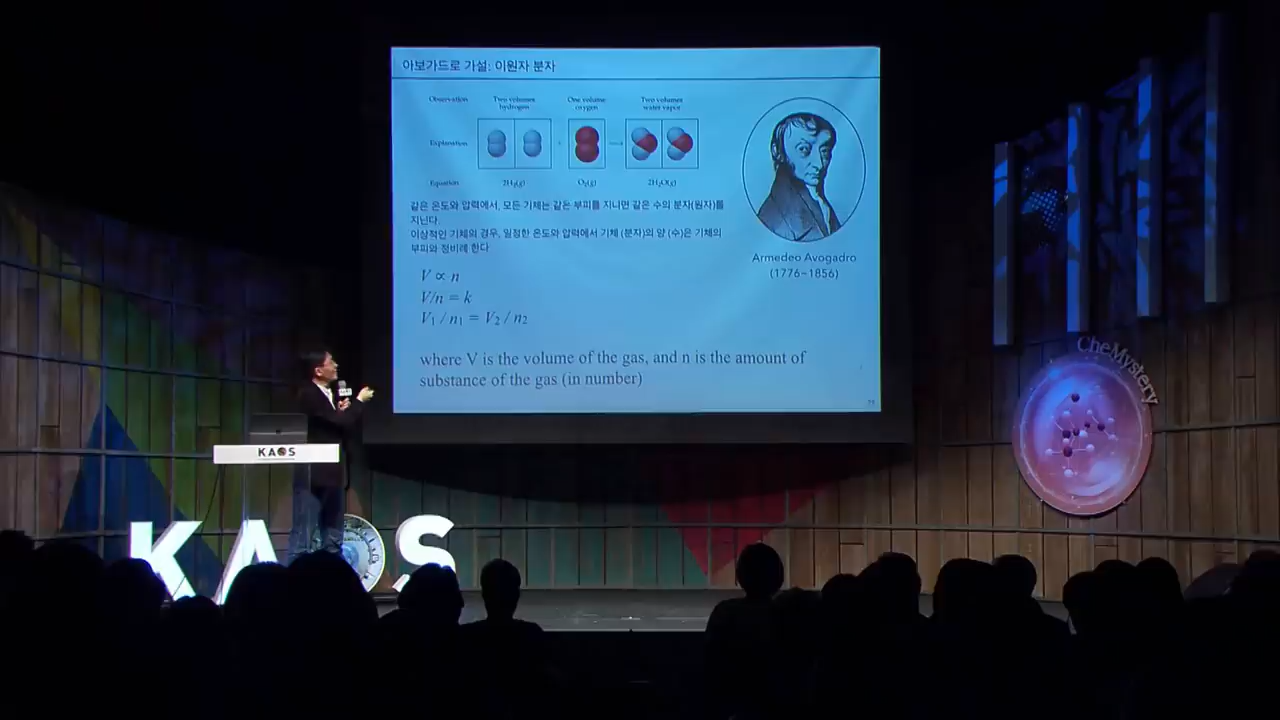 아보가드로 가설: 이원자 분자
Observation Two volumes hydrogen One volume oxygen Two volumes water vapor
Explanation
Equation 2H₂(g) O₂(g) 2H₂O(g)
같은 온도와 압력에서, 모든 기체는 같은 부피를 지니면 같은 수의 분자(원자)를
지닌다.
이상적인 기체의 경우, 일정한 온도와 압력에서 기체 (분자)의 양 (수)은 기체의
부피와 정비례 한다
V ∝ n
V/n = k
V₁ / n₁ = V₂ / n₂
where V is the volume of the gas, and n is the amount of
substance of the gas (in number)
Armedeo Avogadro
(1776–1856)
CheMystery
KAOS
KAOS